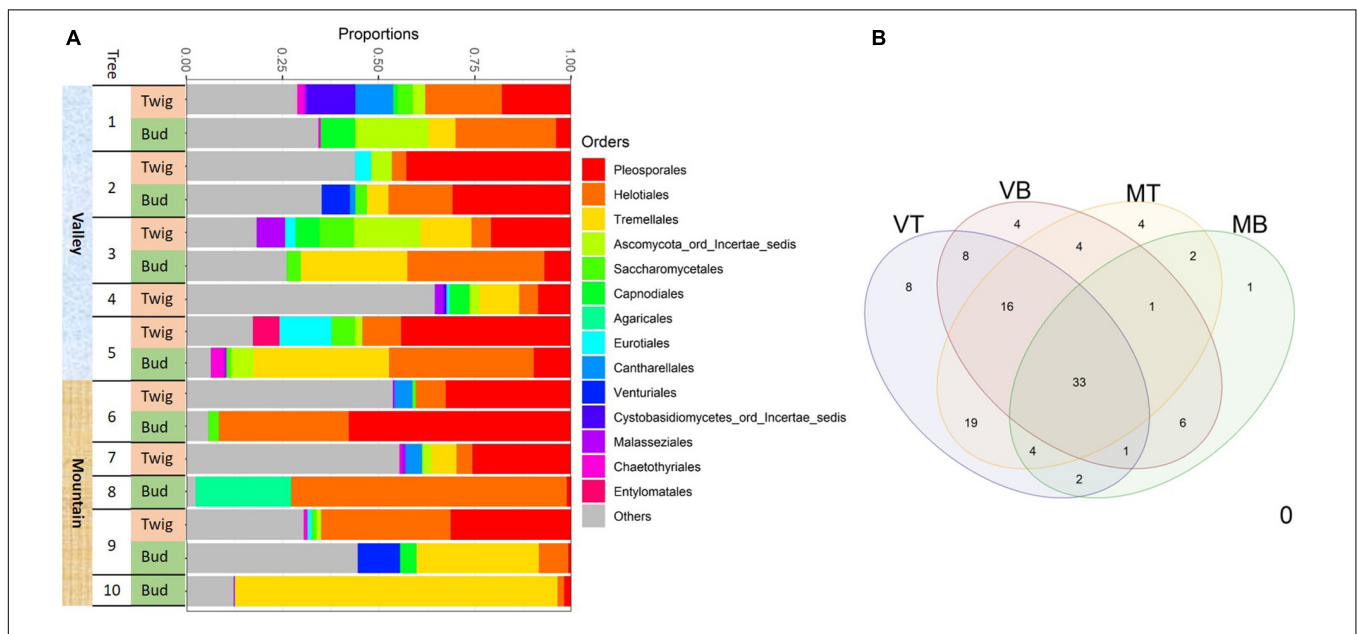 A
Proportions
Tree
0.00
0.25
0.50
0.75
1.00
Valley
1
Twig
Bud
2
Twig
Bud
3
Twig
Bud
4
Twig
5
Twig
Bud
Mountain
6
Twig
Bud
7
Twig
8
Bud
9
Twig
Bud
10
Bud
Orders
Pleosporales
Helotiales
Tremellales
Ascomycota_ord_Incertae_sedis
Saccharomycetales
Capnodiales
Agaricales
Eurotiales
Cantharellales
Venturiales
Cystobasidiomycetes_ord_Incertae_sedis
Malasseziales
Chaetothyriales
Entylomatales
Others
B
VT
VB
MT
MB
4
4
8
4
2
8
16
1
1
33
19
4
1
6
2
0